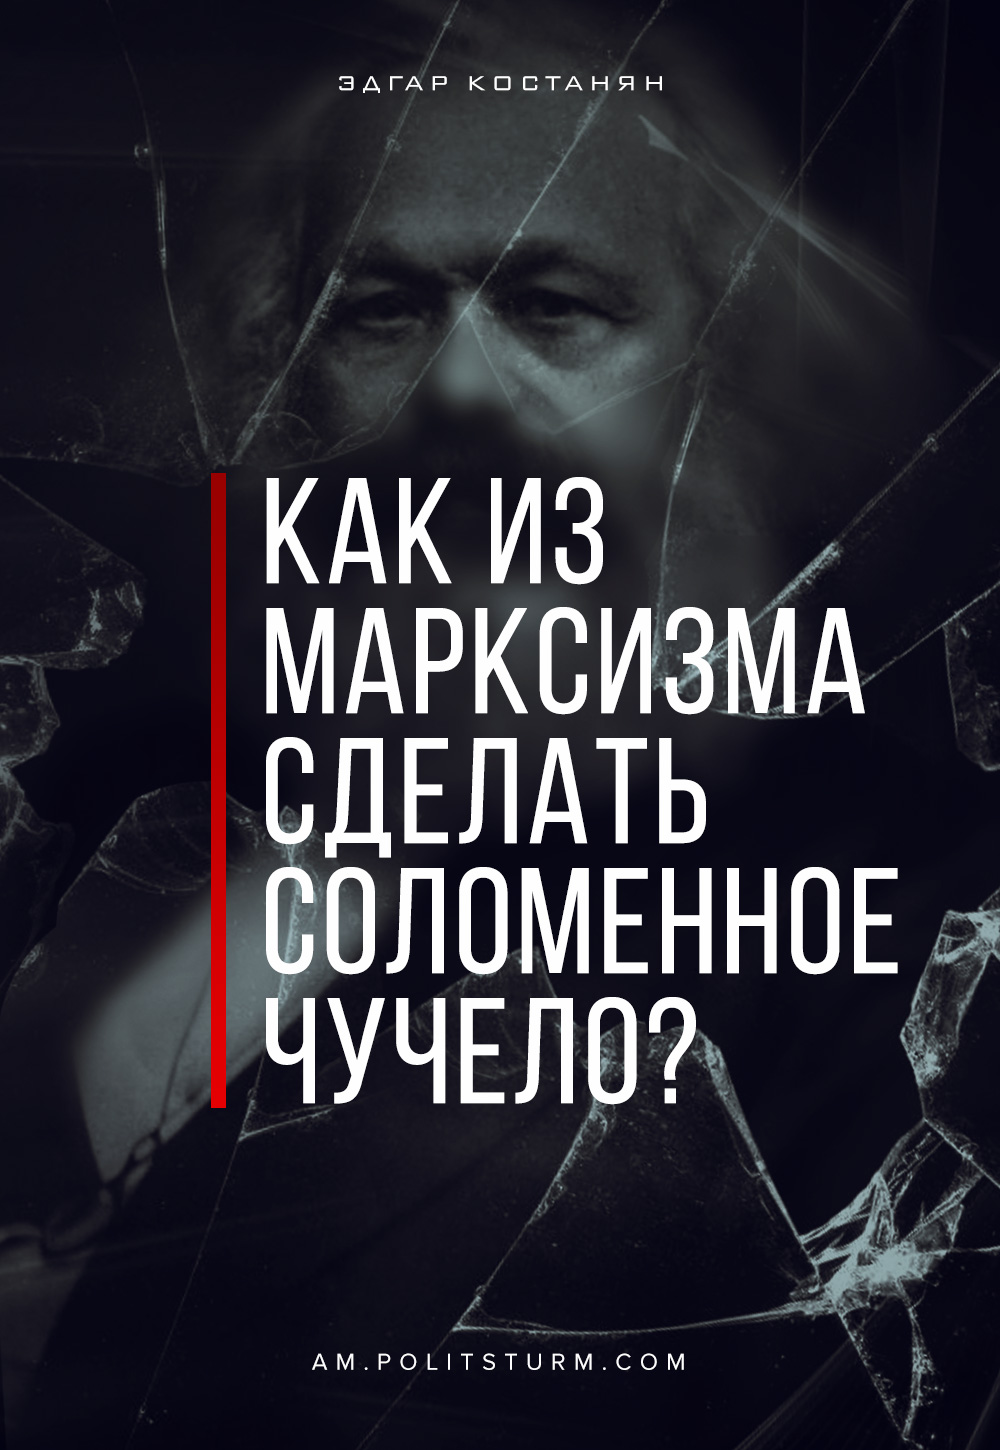 ЭДГАР КОСТАНЯН
КАК ИЗ
МАРКСИЗМА
СДЕЛАТЬ
СОЛОМЕННОЕ
ЧУЧЕЛО?
AM.POLITSTURM.COM